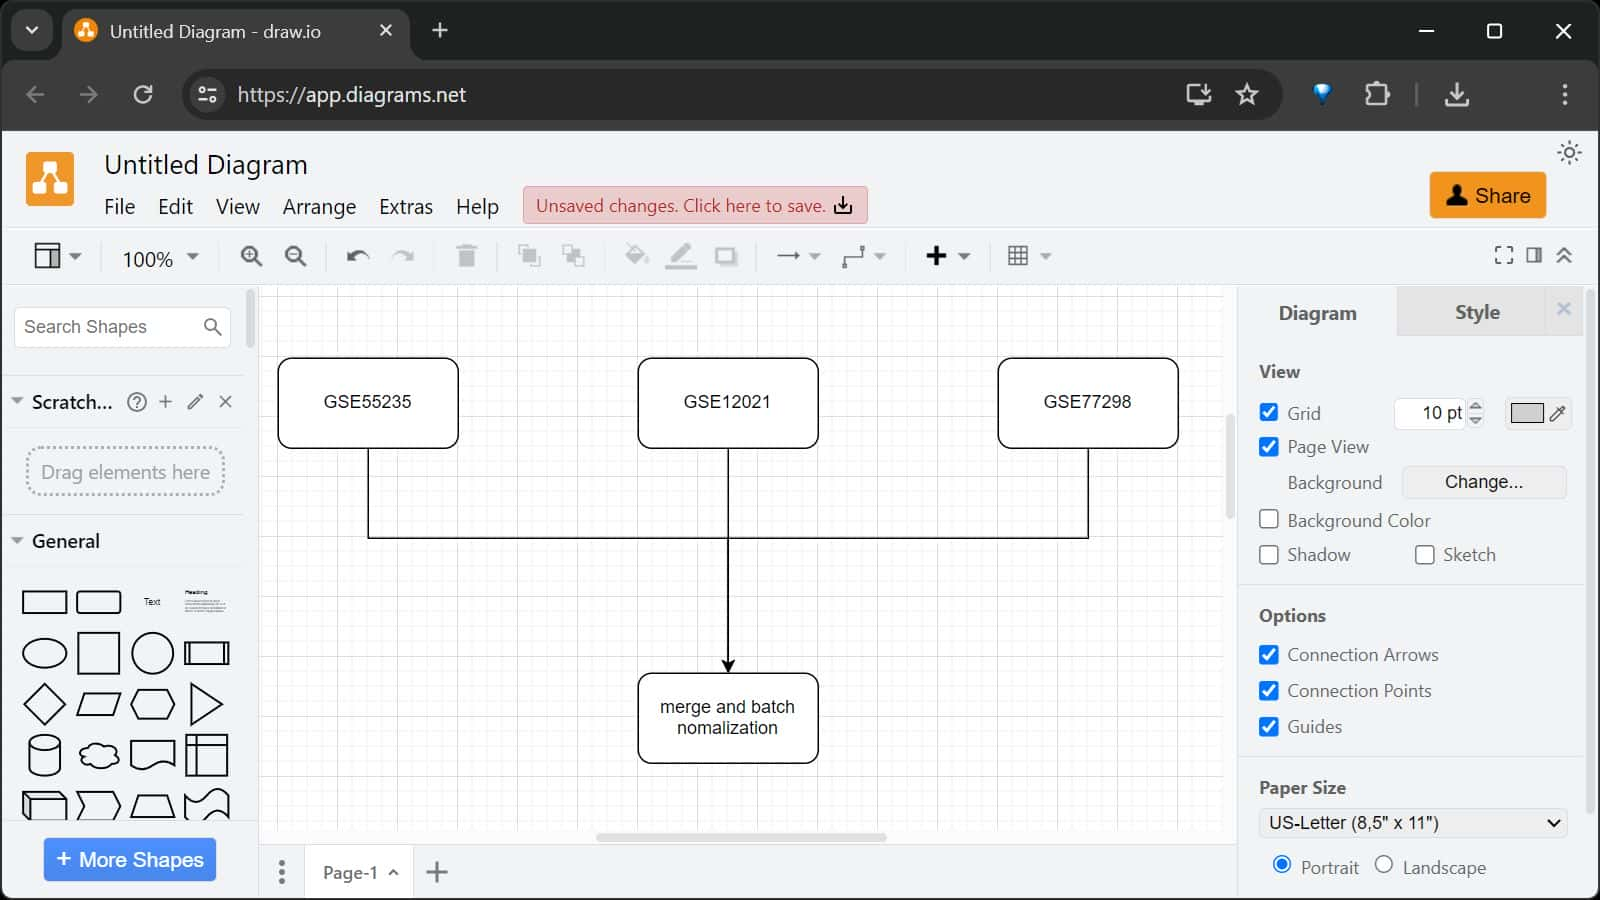 Untitled Diagram - draw.io
https://app.diagrams.net
Untitled Diagram
File Edit View Arrange Extras Help
Unsaved changes. Click here to save.
Share
100%
Search Shapes
Scratch...
Drag elements here
General
Text
Heading
+ More Shapes
GSE55235
GSE12021
GSE77298
merge and batch
nomalization
Page-1
Diagram
Style
View
Grid
10 pt
Page View
Background
Change...
Background Color
Shadow
Sketch
Options
Connection Arrows
Connection Points
Guides
Paper Size
US-Letter (8,5" x 11")
Portrait
Landscape